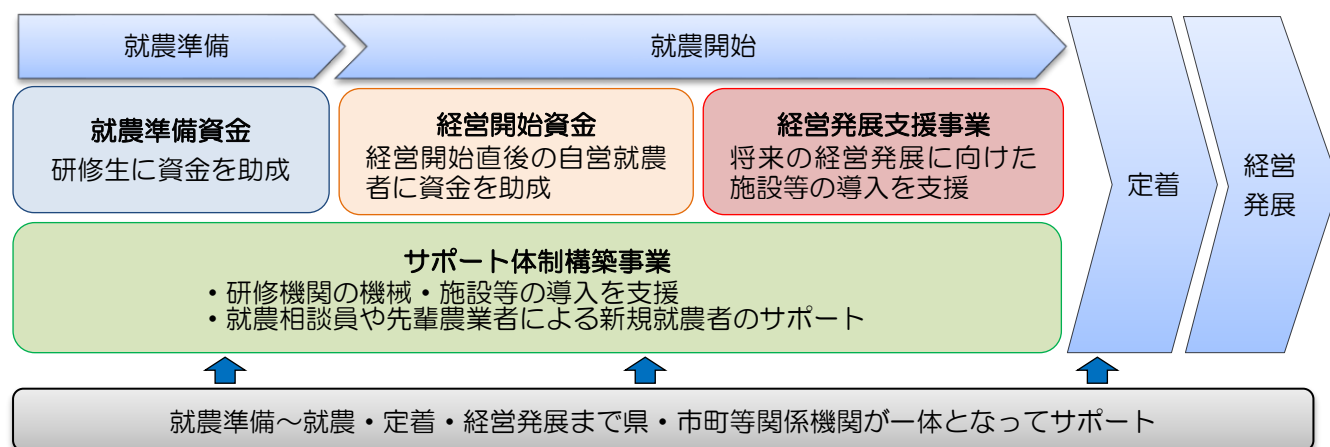 就農準備
就農開始
就農準備資金
研修生に資金を助成
経営開始資金
経営開始直後の自営就農
者に資金を助成
経営発展支援事業
将来の経営発展に向けた
施設等の導入を支援
定着
経営
発展
サポート体制構築事業
・研修機関の機械・施設等の導入を支援
・就農相談員や先輩農業者による新規就農者のサポート
就農準備～就農・定着・経営発展まで県・市町等関係機関が一体となってサポート